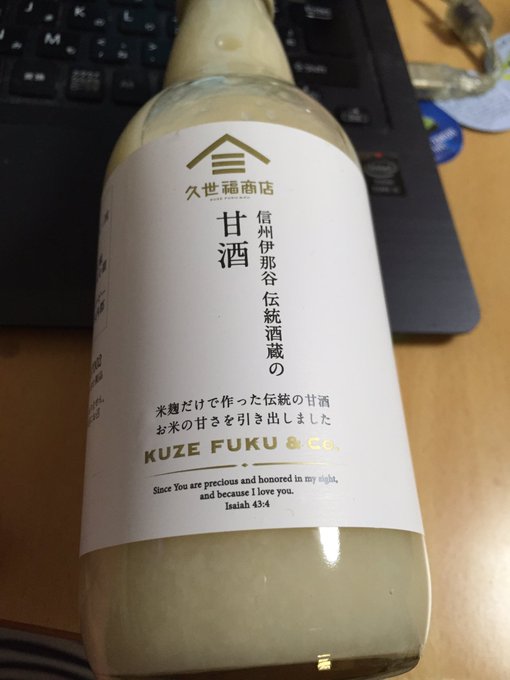 久世福商店
KUZE FUKU & Co.
信州伊那谷 伝統酒蔵の
甘酒
米麹だけで作った伝統の甘酒
お米の甘さを引き出しました
KUZE FUKU & Co.
Since You are precious and honored in my sight,
and because I love you.
Isaiah 43:4